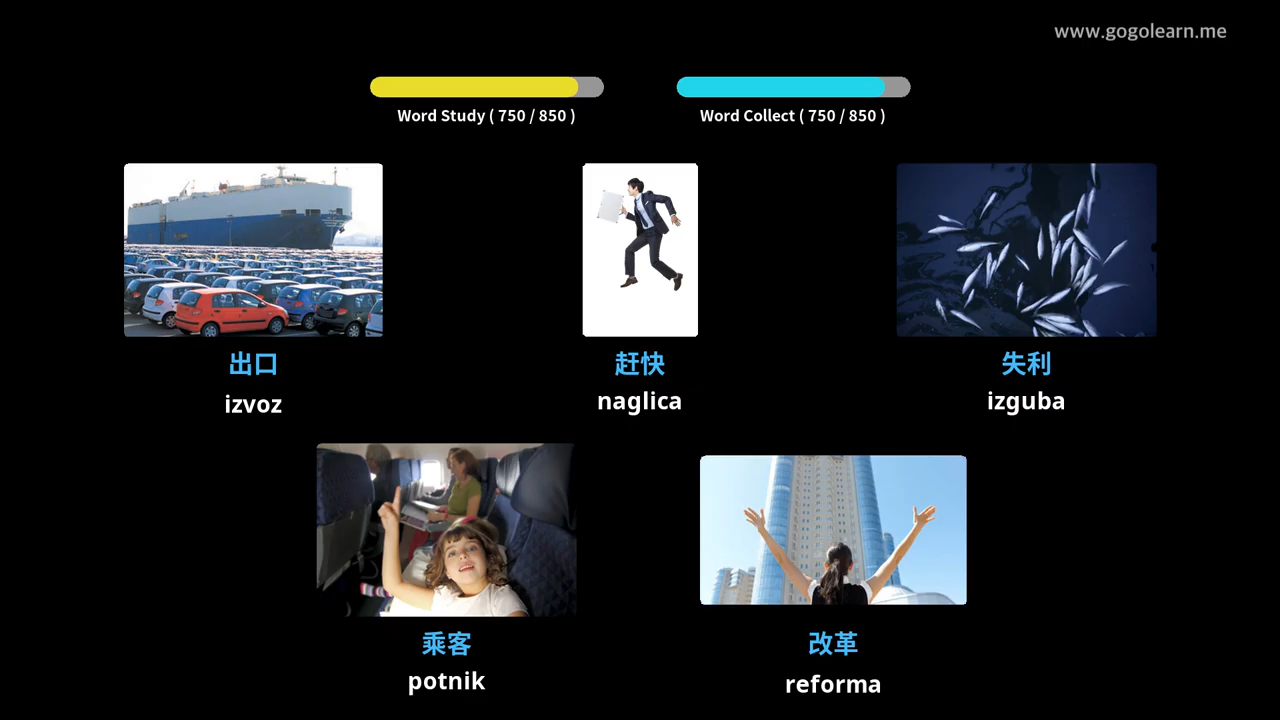 www.gogolearn.me
Word Study ( 750 / 850 )
Word Collect ( 750 / 850 )
出口
izvoz
赶快
naglica
失利
izguba
乘客
potnik
改革
reforma